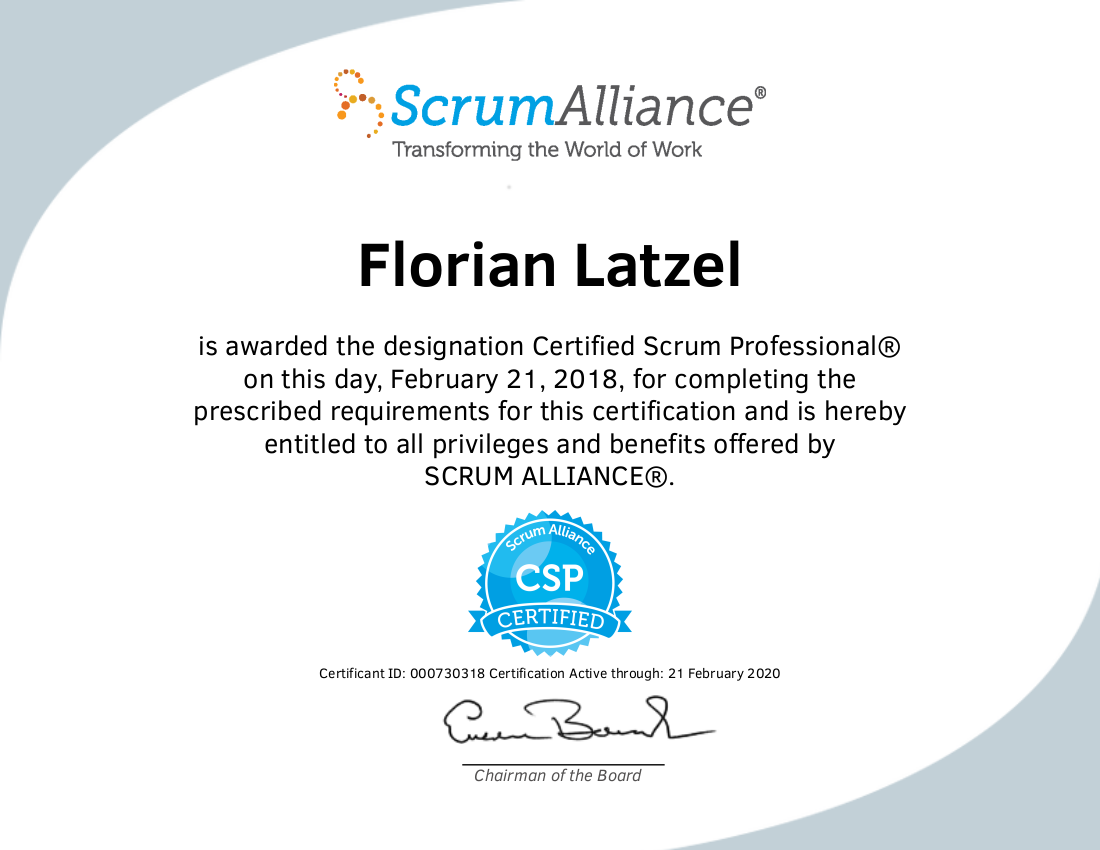 ScrumAlliance®
Transforming the World of Work
Florian Latzel
is awarded the designation Certified Scrum Professional®
on this day, February 21, 2018, for completing the
prescribed requirements for this certification and is hereby
entitled to all privileges and benefits offered by
SCRUM ALLIANCE®.
Scrum Alliance
CSP
CERTIFIED
Certificant ID: 000730318 Certification Active through: 21 February 2020
Chairman of the Board